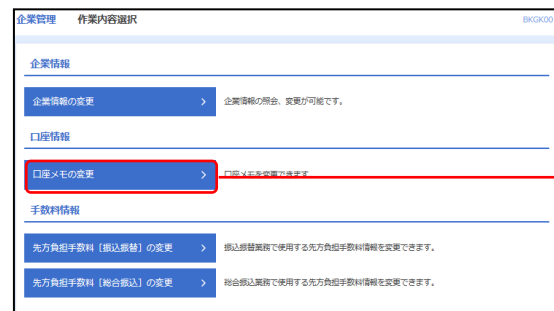 企業管理 作業内容選択 BKGK00
企業情報
企業情報の変更 > 企業情報の照会、変更が可能です。
口座情報
口座メモの変更 > 口座メモを変更できます
手数料情報
先方負担手数料［振込振替］の変更 > 振込振替業務で使用する先方負担手数料情報を変更できます。
先方負担手数料［総合振込］の変更 > 総合振込業務で使用する先方負担手数料情報を変更できます。